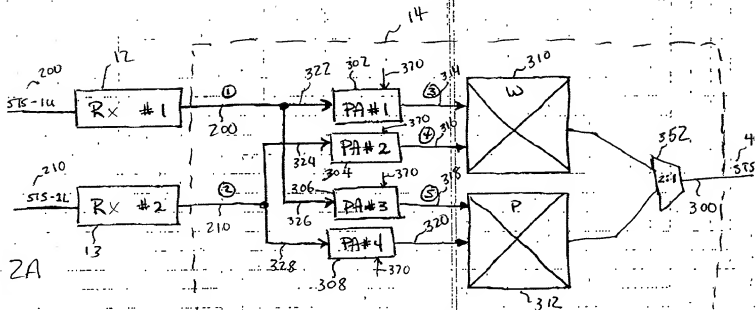 14
200
12
302
370
310
STS-1U
Rx #1
①
322
PA #1
③
314
W
200
370
④
316
352
4
324
PA #2
304
STS
210
306
370
⑤
318
2:1
STS-2L
Rx #2
②
326
PA #3
P
300
210
13
PA #4
320
2A
328
308
370
312